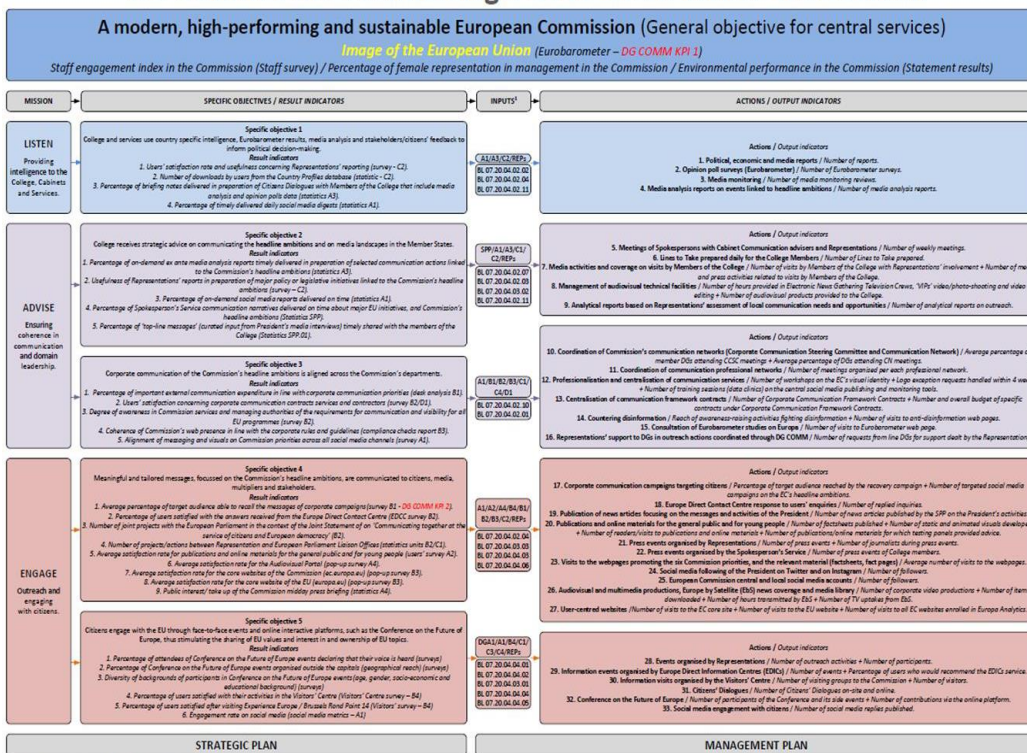 A modern, high-performing and sustainable European Commission (General objective for central services)
Image of the European Union (Eurobarometer – DG COMM KPI 1)
Staff engagement index in the Commission (Staff survey) / Percentage of female representation in management in the Commission / Environmental performance in the Commission (Statement results)
MISSION
SPECIFIC OBJECTIVES / RESULT INDICATORS
INPUTS¹
ACTIONS / OUTPUT INDICATORS
LISTEN
Providing
intelligence to the
College, Cabinets
and Services.
Specific objective 1
College and services use country specific intelligence, Eurobarometer results, media analysis and stakeholders/citizens' feedback to
inform political decision-making.
Result indicators
1. Users' satisfaction rate and usefulness concerning Representations' reporting (survey - C2).
2. Number of downloads by users from the Country Profiles database (statistic - C2).
3. Percentage of briefing notes delivered in preparation of Citizens Dialogues with Members of the College that include media
analysis and opinion polls data (statistics A3).
4. Percentage of timely delivered daily social media digests (statistics A1).
A1/A3/C2/REPs
BL 07.20.04.02.02
BL 07.20.04.02.04
BL 07.20.04.02.11
Actions / Output indicators
1. Political, economic and media reports / Number of reports.
2. Opinion poll surveys (Eurobarometer) / Number of Eurobarometer surveys.
3. Media monitoring / Number of media monitoring reviews.
4. Media analysis reports on events linked to headline ambitions / Number of media analysis reports.
ADVISE
Ensuring
coherence in
communication
and domain
leadership.
Specific objective 2
College receives strategic advice on communicating the headline ambitions and on media landscapes in the Member States.
Result indicators
1. Percentage of on-demand ex ante media analysis reports timely delivered in preparation of selected communication actions linked
to the Commission's headline ambitions (statistics A3).
2. Usefulness of Representations' reports in preparation of major policy or legislative initiatives linked to the Commission's headline
ambitions (survey – C2).
3. Percentage of on-demand social media reports delivered on time (statistics A1).
4. Percentage of Spokesperson's Service communication narratives delivered on time about major EU initiatives, and Commission's
headline ambitions (Statistics SPP).
5. Percentage of 'top-line messages' (curated input from President's media interviews) timely shared with the members of the
College (Statistics SPP.01).
SPP/A1/A3/C1/
C2/REPs
BL 07.20.04.02.07
BL 07.20.04.02.09
BL 07.20.04.03.02
BL 07.20.04.02.11
Actions / Output indicators
5. Meetings of Spokespersons with Cabinet Communication advisers and Representations / Number of weekly meetings.
6. Lines to Take prepared daily for the College Members / Number of Lines to Take prepared.
7. Media activities and coverage on visits by Members of the College / Number of visits by Members of the College with Representations' involvement + Number of me
and press activities related to visits by Members of the College.
8. Management of audiovisual technical facilities / Number of hours provided in Electronic News Gathering Television Crews, 'VIPs' video/photo-shooting and video
editing + Number of audiovisual products provided to the College.
9. Analytical reports based on Representations' assessment of local communication needs and opportunities / Number of analytical reports on outreach.
Specific objective 3
Corporate communication of the Commission's headline ambitions is aligned across the Commission's departments.
Result indicators
1. Percentage of important external communication expenditure in line with corporate communication priorities (desk analysis B1).
2. Users' satisfaction concerning corporate communication contracts services and contractors (survey B2/D1).
3. Degree of awareness in Commission services and managing authorities of the requirements for communication and visibility for all
EU programmes (survey B2).
4. Coherence of Commission's web presence in line with the corporate rules and guidelines (compliance checks report B3).
5. Alignment of messaging and visuals on Commission priorities across all social media channels (survey A1).
A1/B1/B2/B3/C1/
C4/D1
BL 07.20.04.02.10
BL 07.20.04.02.01
Actions / Output indicators
10. Coordination of Commission's communication networks (Corporate Communication Steering Committee and Communication Network) / Average percentage o
member DGs attending CCSC meetings + Average percentage of DGs attending CN meetings.
11. Coordination of communication professional networks / Number of meetings organised per each professional network.
12. Professionalisation and centralisation of communication services / Number of workshops on the EC's visual identity + Logo exception requests handled within 4 wee
+ Number of training sessions (data clinics) on the central social media publishing and monitoring tools.
13. Centralisation of communication framework contracts / Number of Corporate Communication Framework Contracts + Number and overall budget of specific
contracts under Corporate Communication Framework Contracts.
14. Countering disinformation / Reach of awareness-raising activities fighting disinformation + Number of visits to anti-disinformation web pages.
15. Consultation of Eurobarometer studies on Europa / Number of visits to Eurobarometer web page.
16. Representations' support to DGs in outreach actions coordinated through DG COMM / Number of requests from line DGs for support dealt by the Representation
ENGAGE
Outreach and
engaging
with citizens.
Specific objective 4
Meaningful and tailored messages, focussed on the Commission's headline ambitions, are communicated to citizens, media,
multipliers and stakeholders.
Result indicators
1. Average percentage of target audience able to recall the messages of corporate campaigns (survey B1 - DG COMM KPI 2).
2. Percentage of users satisfied with the answers received from the Europe Direct Contact Centre (EDCC survey B2).
3. Number of joint projects with the European Parliament in the context of the Joint Statement of on 'Communicating together at the
service of citizens and European democracy' (B2).
4. Number of projects/actions between Representation and European Parliament Liaison Offices (statistics units B2/C1).
5. Average satisfaction rate for publications and online materials for the general public and for young people (users' survey A2).
6. Average satisfaction rate for the Audiovisual Portal (pop-up survey A4).
7. Average satisfaction rate for the core websites of the Commission (ec.europa.eu) (pop-up survey B3).
8. Average satisfaction rate for the core website of the EU (europa.eu) (pop-up survey B3).
9. Public interest/ take up of the Commission midday press briefing (statistics A4).
A1/A2/A4/B4/B1/
B2/B3/C2/REPs
BL 07.20.04.02.04
BL 07.20.04.03.03
BL 07.20.04.04.03
BL 07.20.04.04.05
BL 07.20.04.04.06
Actions / Output indicators
17. Corporate communication campaigns targeting citizens / Percentage of target audience reached by the recovery campaign + Number of targeted social media
campaigns on the EC's headline ambitions.
18. Europe Direct Contact Centre response to users' enquiries / Number of replied inquiries.
19. Publication of news articles focusing on the messages and activities of the President / Number of news articles published by the SPP on the President's activities
20. Publications and online materials for the general public and for young people / Number of factsheets published + Number of static and animated visuals develope
+ Number of readers/visits to publications and online materials + Number of publications/online materials for which testing panels provided advice.
21. Press events organised by Representations / Number of press events + Number of journalists during press events.
22. Press events organised by the Spokesperson's Service / Number of press events of College members.
23. Visits to the webpages promoting the six Commission priorities, and the relevant material (factsheets, fact pages) / Average number of visits to the webpages.
24. Social media following of the President on Twitter and on Instagram / Number of followers.
25. European Commission central and local social media accounts / Number of followers.
26. Audiovisual and multimedia productions, Europe by Satellite (EbS) news coverage and media library / Number of corporate video productions + Number of item
downloaded + Number of hours transmitted by EbS + Number of TV uptakes from EbS.
27. User-centred websites / Number of visits to the EC core site + Number of visits to the EU website + Number of visits to all EC websites enrolled in Europa Analytics.
Specific objective 5
Citizens engage with the EU through face-to-face events and online interactive platforms, such as the Conference on the Future of
Europe, thus stimulating the sharing of EU values and interest in and ownership of EU topics.
Result indicators
1. Percentage of attendees of Conference on the Future of Europe events declaring that their voice is heard (surveys)
2. Percentage of Conference on the Future of Europe events organised outside the capitals (geographical reach) (surveys)
3. Diversity of backgrounds of participants in Conference on the Future of Europe events(age, gender, socio-economic and
educational background) (surveys)
4. Percentage of users satisfied with their activities in the Visitors' Centre (Visitors' Centre survey – B4)
5. Percentage of users satisfied after visiting Experience Europe / Brussels Rond Point 14 (Visitors' survey – B4)
6. Engagement rate on social media (social media metrics – A1)
DGA1/A1/B4/C1/
C3/C4/REPs
BL 07.20.04.04.01
BL 07.20.04.04.02
BL 07.20.04.03.01
BL 07.20.04.04.04
BL 07.20.04.04.05
Actions / Output indicators
28. Events organised by Representations / Number of outreach activities + Number of participants.
29. Information events organised by Europe Direct Information Centres (EDICs) / Number of events + Percentage of users who would recommend the EDICs service
30. Information visits organised by the Visitors' Centre / Number of visiting groups to the Commission + Number of visitors.
31. Citizens' Dialogues / Number of Citizens' Dialogues on-site and online.
32. Conference on the Future of Europe / Number of participants of the Conference and its side events + Number of contributions via the online platform.
33. Social media engagement with citizens / Number of social media replies published.
STRATEGIC PLAN
MANAGEMENT PLAN